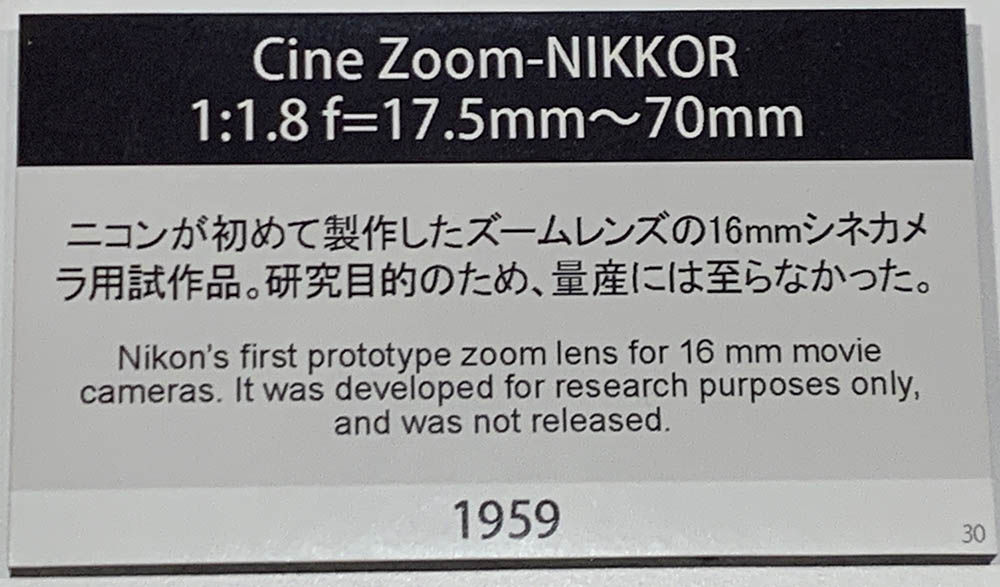 Cine Zoom-NIKKOR
1:1.8 f=17.5mm〜70mm
ニコンが初めて製作したズームレンズの16mmシネカメ
ラ用試作品。研究目的のため、量産には至らなかった。
Nikon's first prototype zoom lens for 16 mm movie
cameras. It was developed for research purposes only,
and was not released.
1959
30